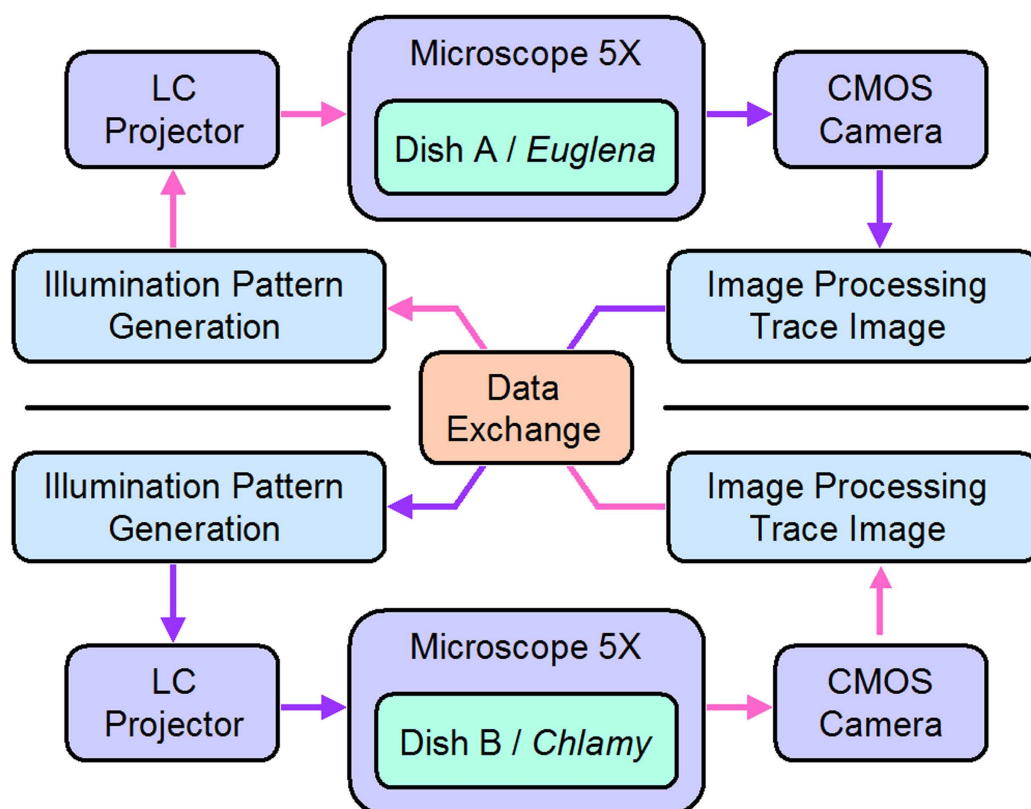 Microscope 5X
LC
Projector
Dish A / Euglena
CMOS
Camera
Illumination Pattern
Generation
Image Processing
Trace Image
Data
Exchange
Illumination Pattern
Generation
Image Processing
Trace Image
LC
Projector
Microscope 5X
Dish B / Chlamy
CMOS
Camera